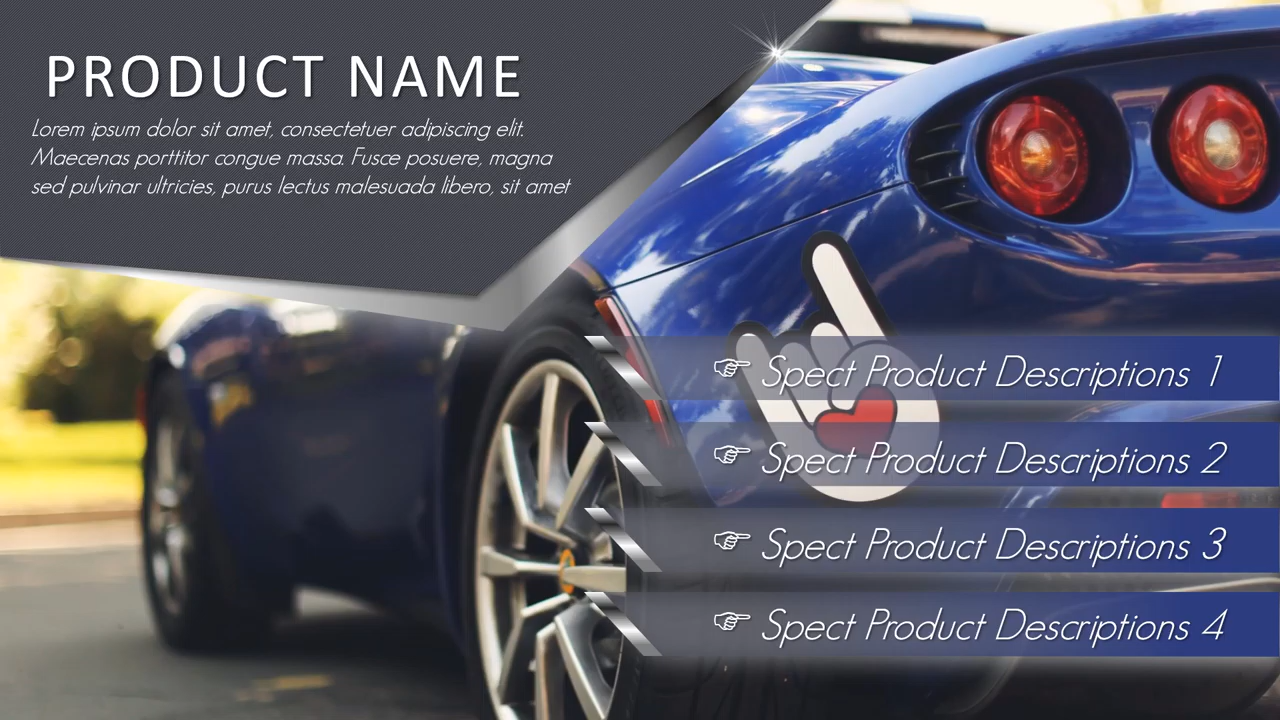 PRODUCT NAME
Lorem ipsum dolor sit amet, consectetuer adipiscing elit.
Maecenas porttitor congue massa. Fusce posuere, magna
sed pulvinar ultricies, purus lectus malesuada libero, sit amet
☞ Spect Product Descriptions 1
☞ Spect Product Descriptions 2
☞ Spect Product Descriptions 3
☞ Spect Product Descriptions 4